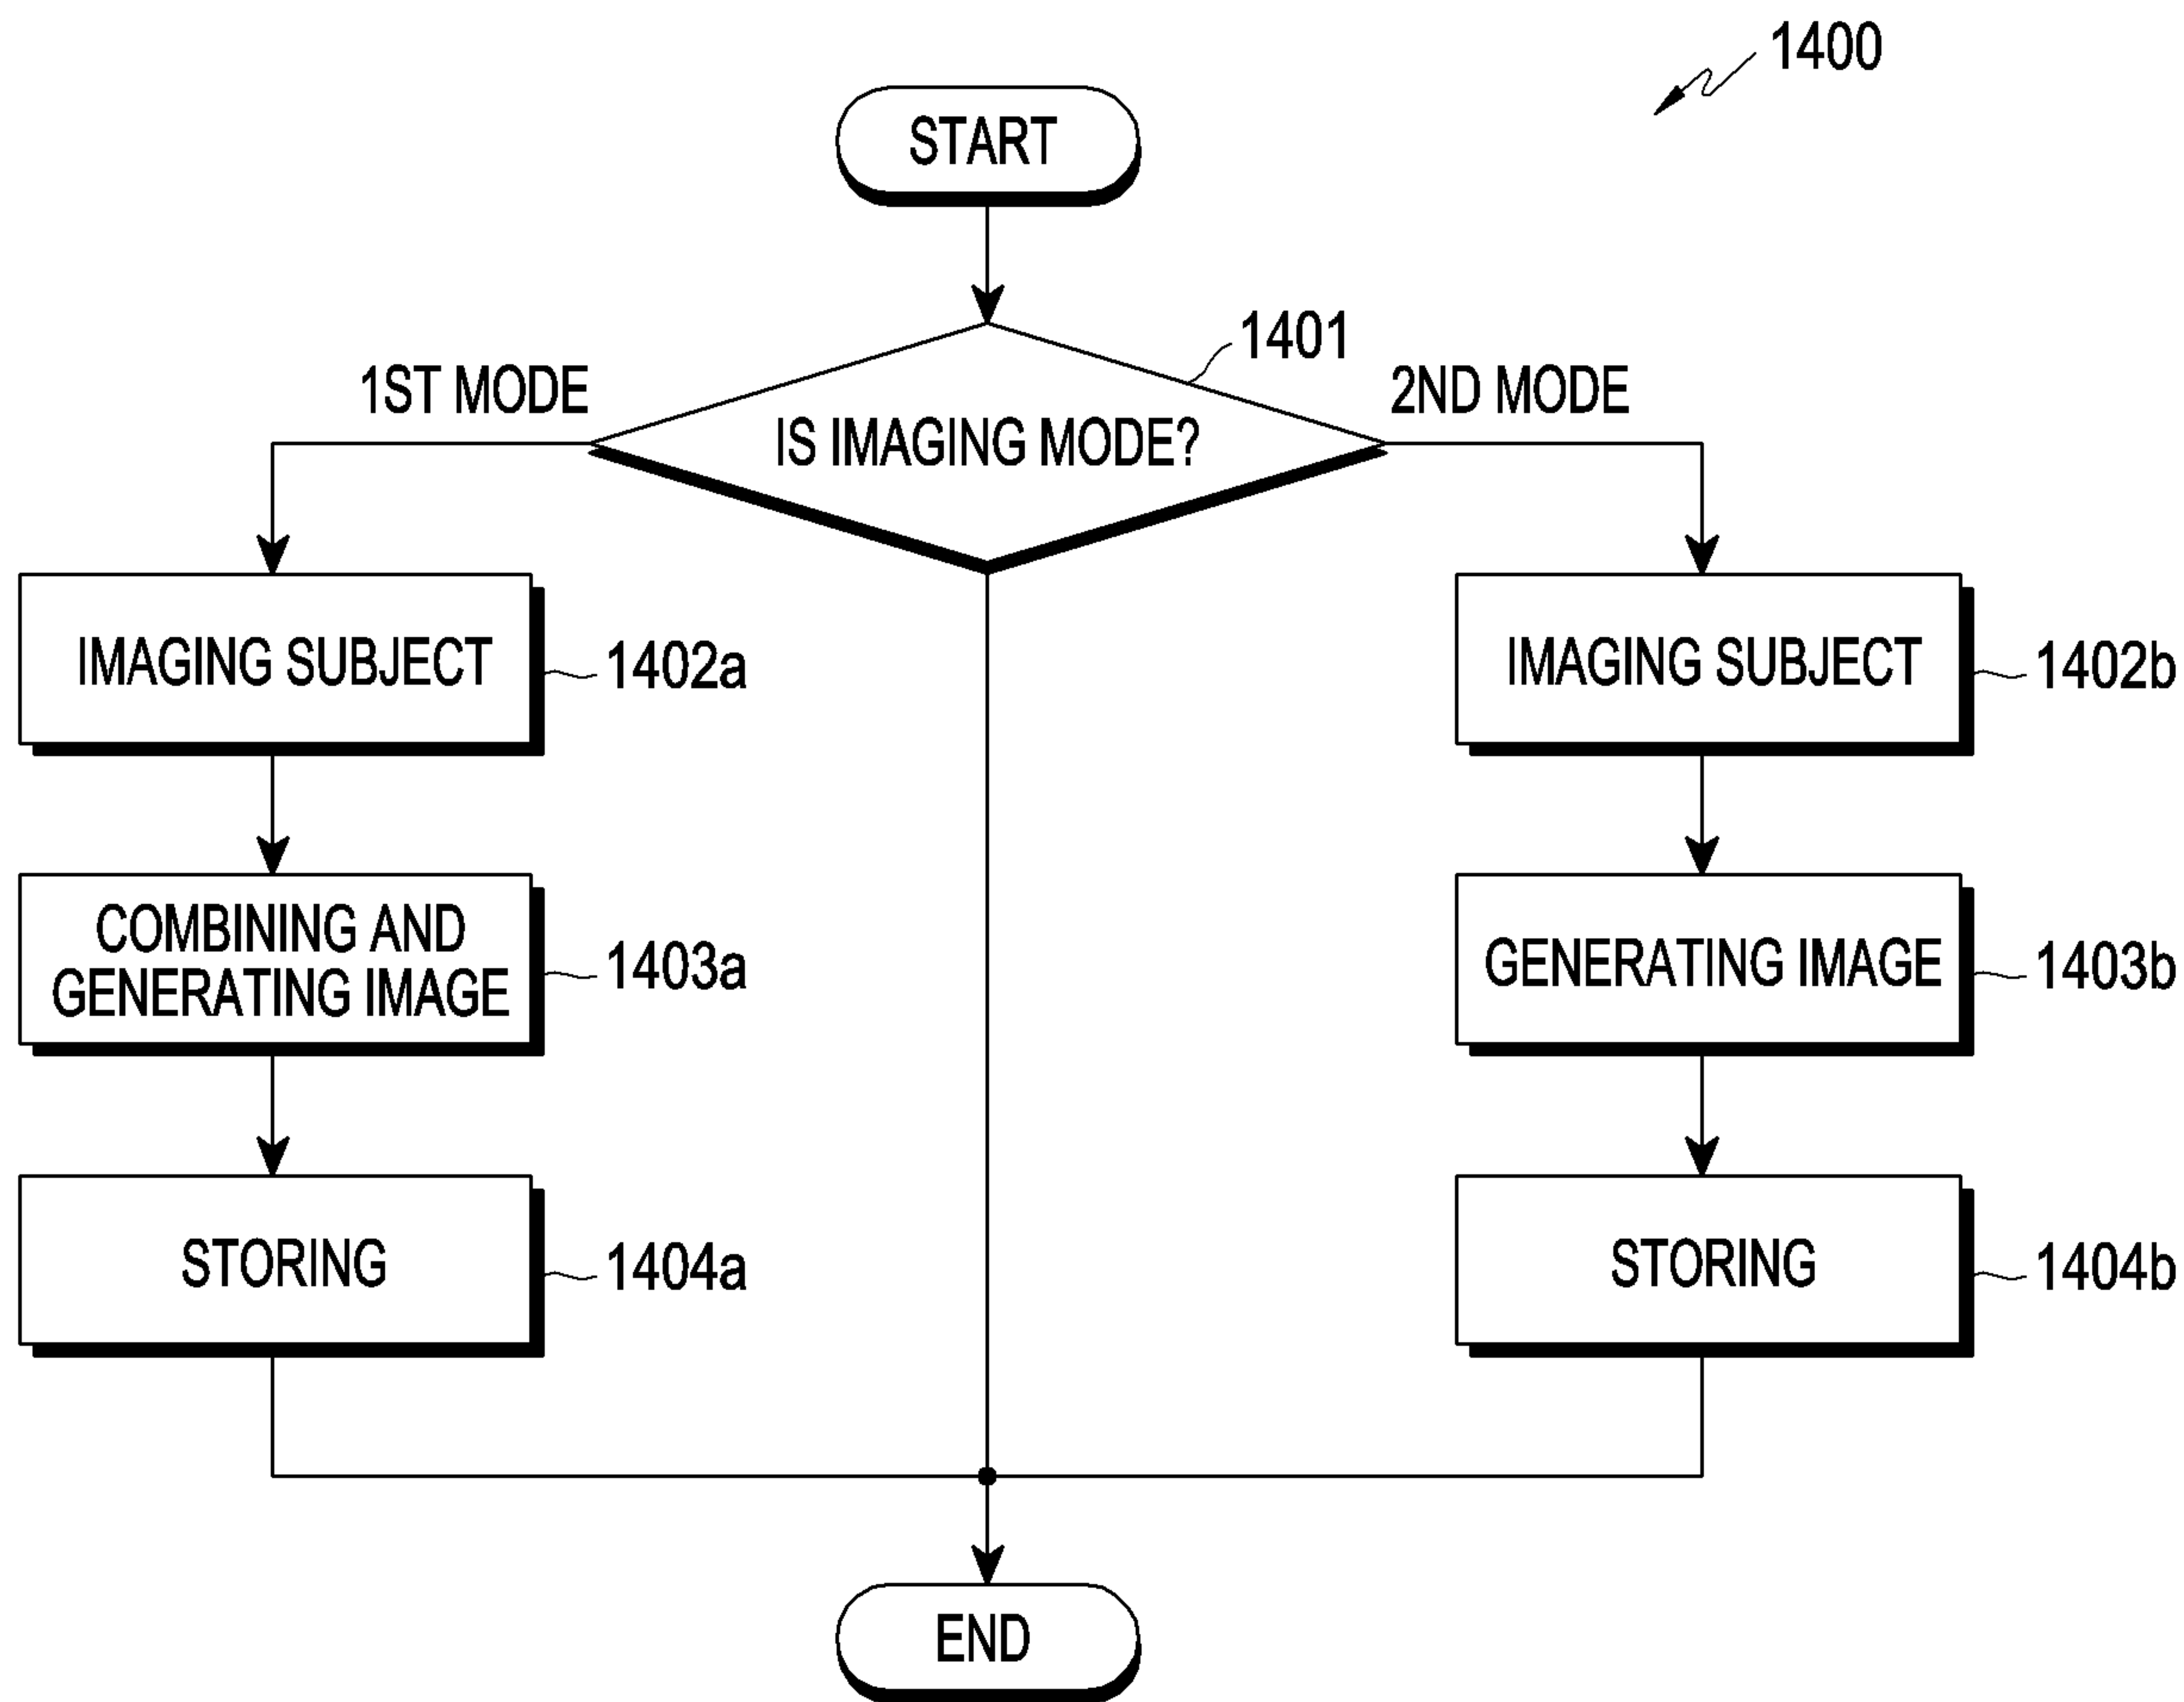 1400
START
1401
1ST MODE
2ND MODE
IS IMAGING MODE?
IMAGING SUBJECT
1402a
IMAGING SUBJECT
1402b
COMBINING AND
GENERATING IMAGE
1403a
GENERATING IMAGE
1403b
STORING
1404a
STORING
1404b
END